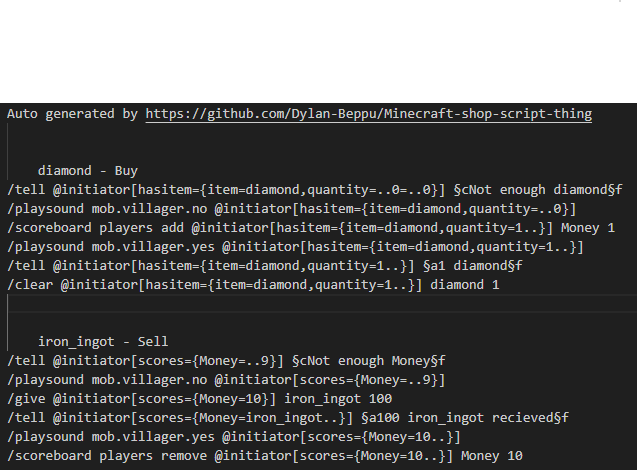 Auto generated by https://github.com/Dylan-Beppu/Minecraft-shop-script-thing
diamond - Buy
/tell @initiator[hasitem={item=diamond,quantity=..0=..0}] §cNot enough diamond§f
/playsound mob.villager.no @initiator[hasitem={item=diamond,quantity=..0}]
/scoreboard players add @initiator[hasitem={item=diamond,quantity=1..}] Money 1
/playsound mob.villager.yes @initiator[hasitem={item=diamond,quantity=1..}]
/tell @initiator[hasitem={item=diamond,quantity=1..}] §a1 diamond§f
/clear @initiator[hasitem={item=diamond,quantity=1..}] diamond 1
iron_ingot - Sell
/tell @initiator[scores={Money=..9}] §cNot enough Money§f
/playsound mob.villager.no @initiator[scores={Money=..9}]
/give @initiator[scores={Money=10}] iron_ingot 100
/tell @initiator[scores={Money=iron_ingot..}] §a100 iron_ingot recieved§f
/playsound mob.villager.yes @initiator[scores={Money=10..}]
/scoreboard players remove @initiator[scores={Money=10..}] Money 10